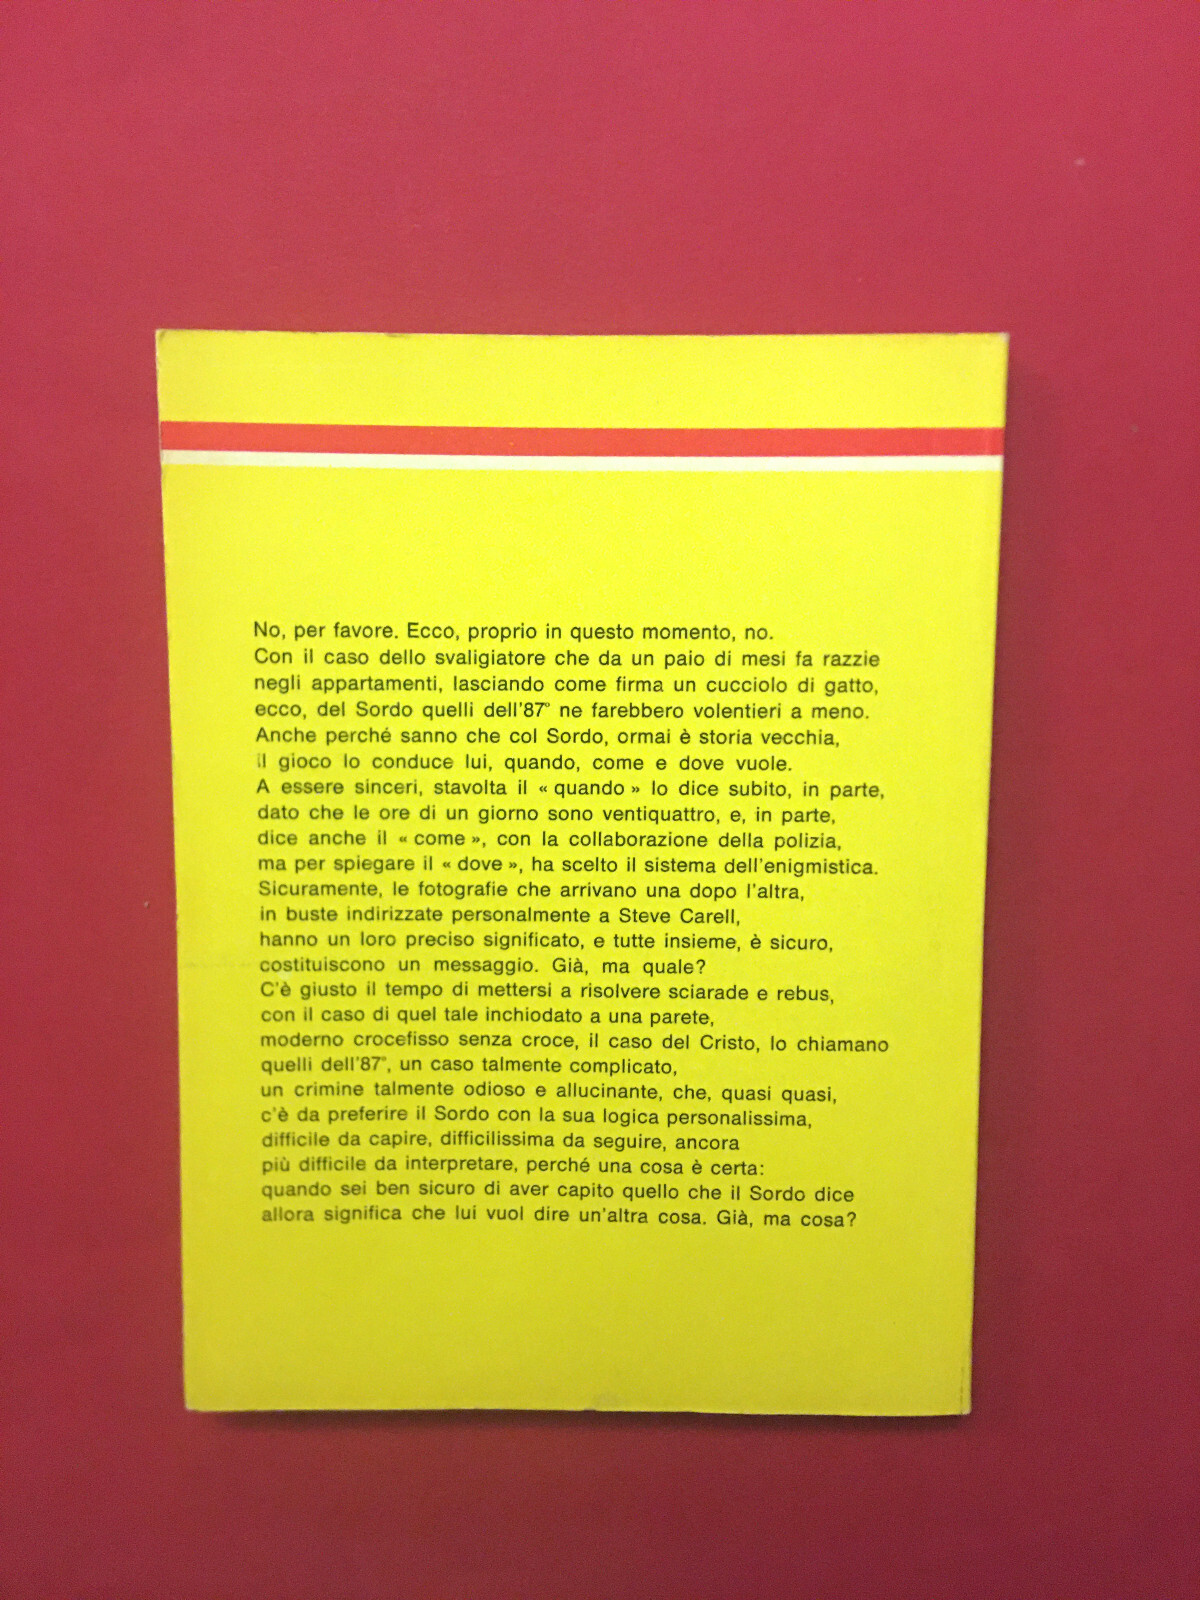 No, per favore. Ecco, proprio in questo momento, no.
Con il caso dello svaligiatore che da un paio di mesi fa razzie
negli appartamenti, lasciando come firma un cucciolo di gatto,
ecco, del Sordo quelli dell'87° ne farebbero volentieri a meno.
Anche perché sanno che col Sordo, ormai è storia vecchia,
il gioco lo conduce lui, quando, come e dove vuole.
A essere sinceri, stavolta il « quando » lo dice subito, in parte,
dato che le ore di un giorno sono ventiquattro, e, in parte,
dice anche il « come », con la collaborazione della polizia,
ma per spiegare il « dove », ha scelto il sistema dell'enigmistica.
Sicuramente, le fotografie che arrivano una dopo l'altra,
in buste indirizzate personalmente a Steve Carell,
hanno un loro preciso significato, e tutte insieme, è sicuro,
costituiscono un messaggio. Già, ma quale?
C'è giusto il tempo di mettersi a risolvere sciarade e rebus,
con il caso di quel tale inchiodato a una parete,
moderno crocefisso senza croce, il caso del Cristo, lo chiamano
quelli dell'87°, un caso talmente complicato,
un crimine talmente odioso e allucinante, che, quasi quasi,
c'è da preferire il Sordo con la sua logica personalissima,
difficile da capire, difficilissima da seguire, ancora
più difficile da interpretare, perché una cosa è certa:
quando sei ben sicuro di aver capito quello che il Sordo dice
allora significa che lui vuol dire un'altra cosa. Già, ma cosa?